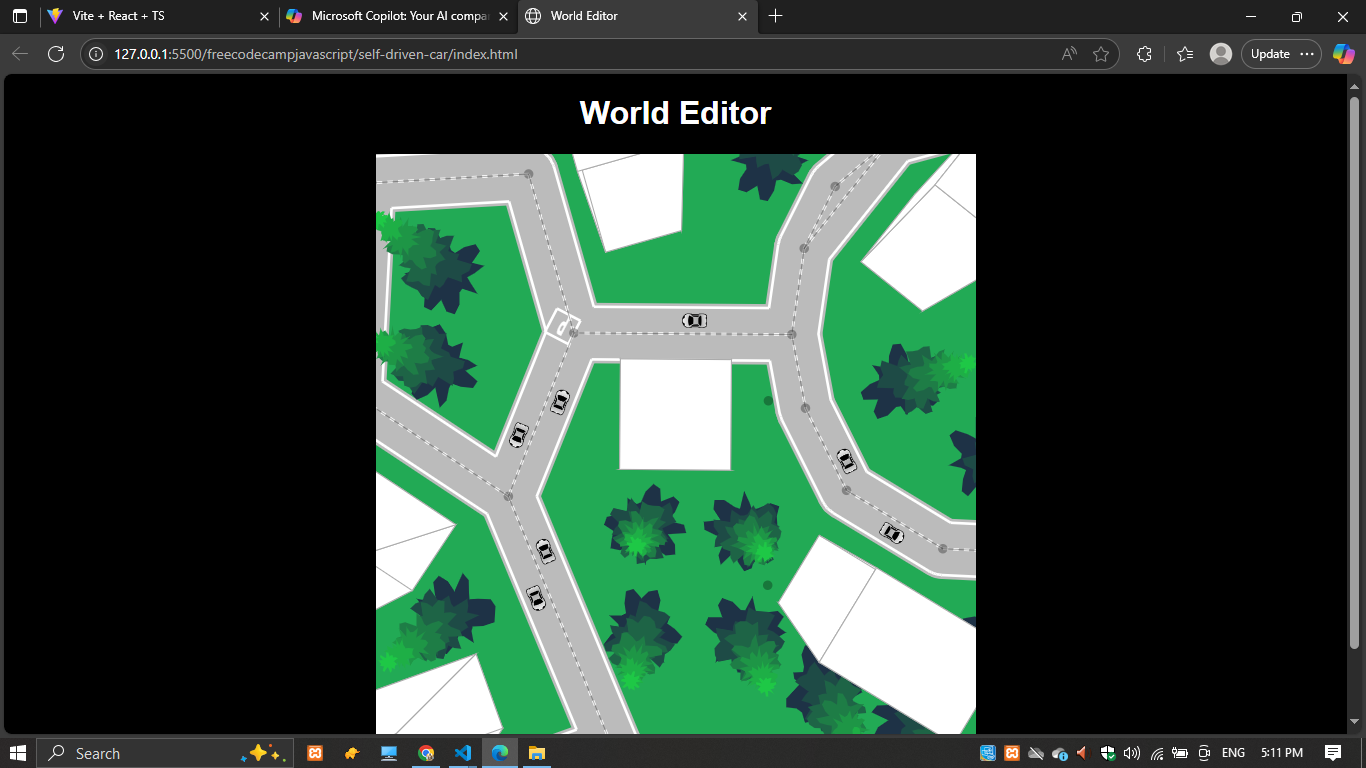 Vite + React + TS
Microsoft Copilot: Your AI compa
World Editor
127.0.0.1:5500/freecodecampjavascript/self-driven-car/index.html
Update
World Editor
Search
ENG
5:11 PM